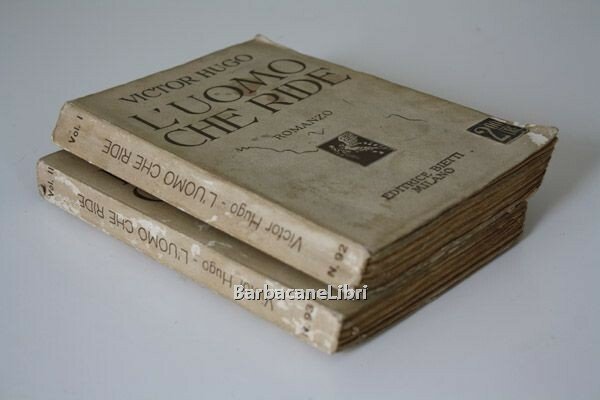 VICTOR HUGO
L'UOMO
CHE RIDE
ROMANZO
EDITRICE BIETTI
MILANO
Vol. I
Victor Hugo - L'UOMO CHE RIDE
N. 92
Vol. II
Hugo - L'UOMO CHE RIDE
N. 93
BarbacaneLibri